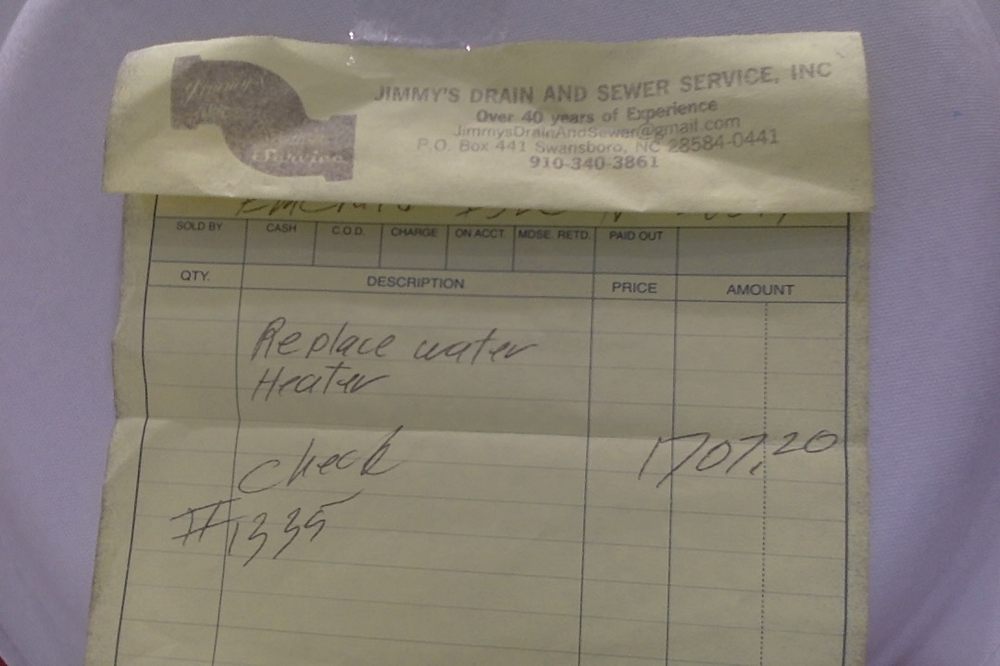 Jimmy's
Service
JIMMY'S DRAIN AND SEWER SERVICE, INC
Over 40 years of Experience
JimmysDrainAndSewer@gmail.com
P.O. Box 441 Swansboro, NC 28584-0441
910-340-3861
SOLD BY CASH C.O.D. CHARGE ON ACCT. MDSE. RETD. PAID OUT
QTY. DESCRIPTION PRICE AMOUNT
Replace water
Heater
Check 1707,20
#1335